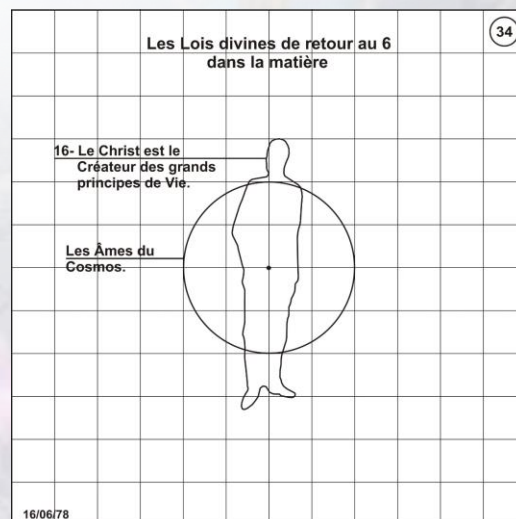 34
Les Lois divines de retour au 6
dans la matière
16- Le Christ est le
Créateur des grands
principes de Vie.
Les Âmes du
Cosmos.
16/06/78